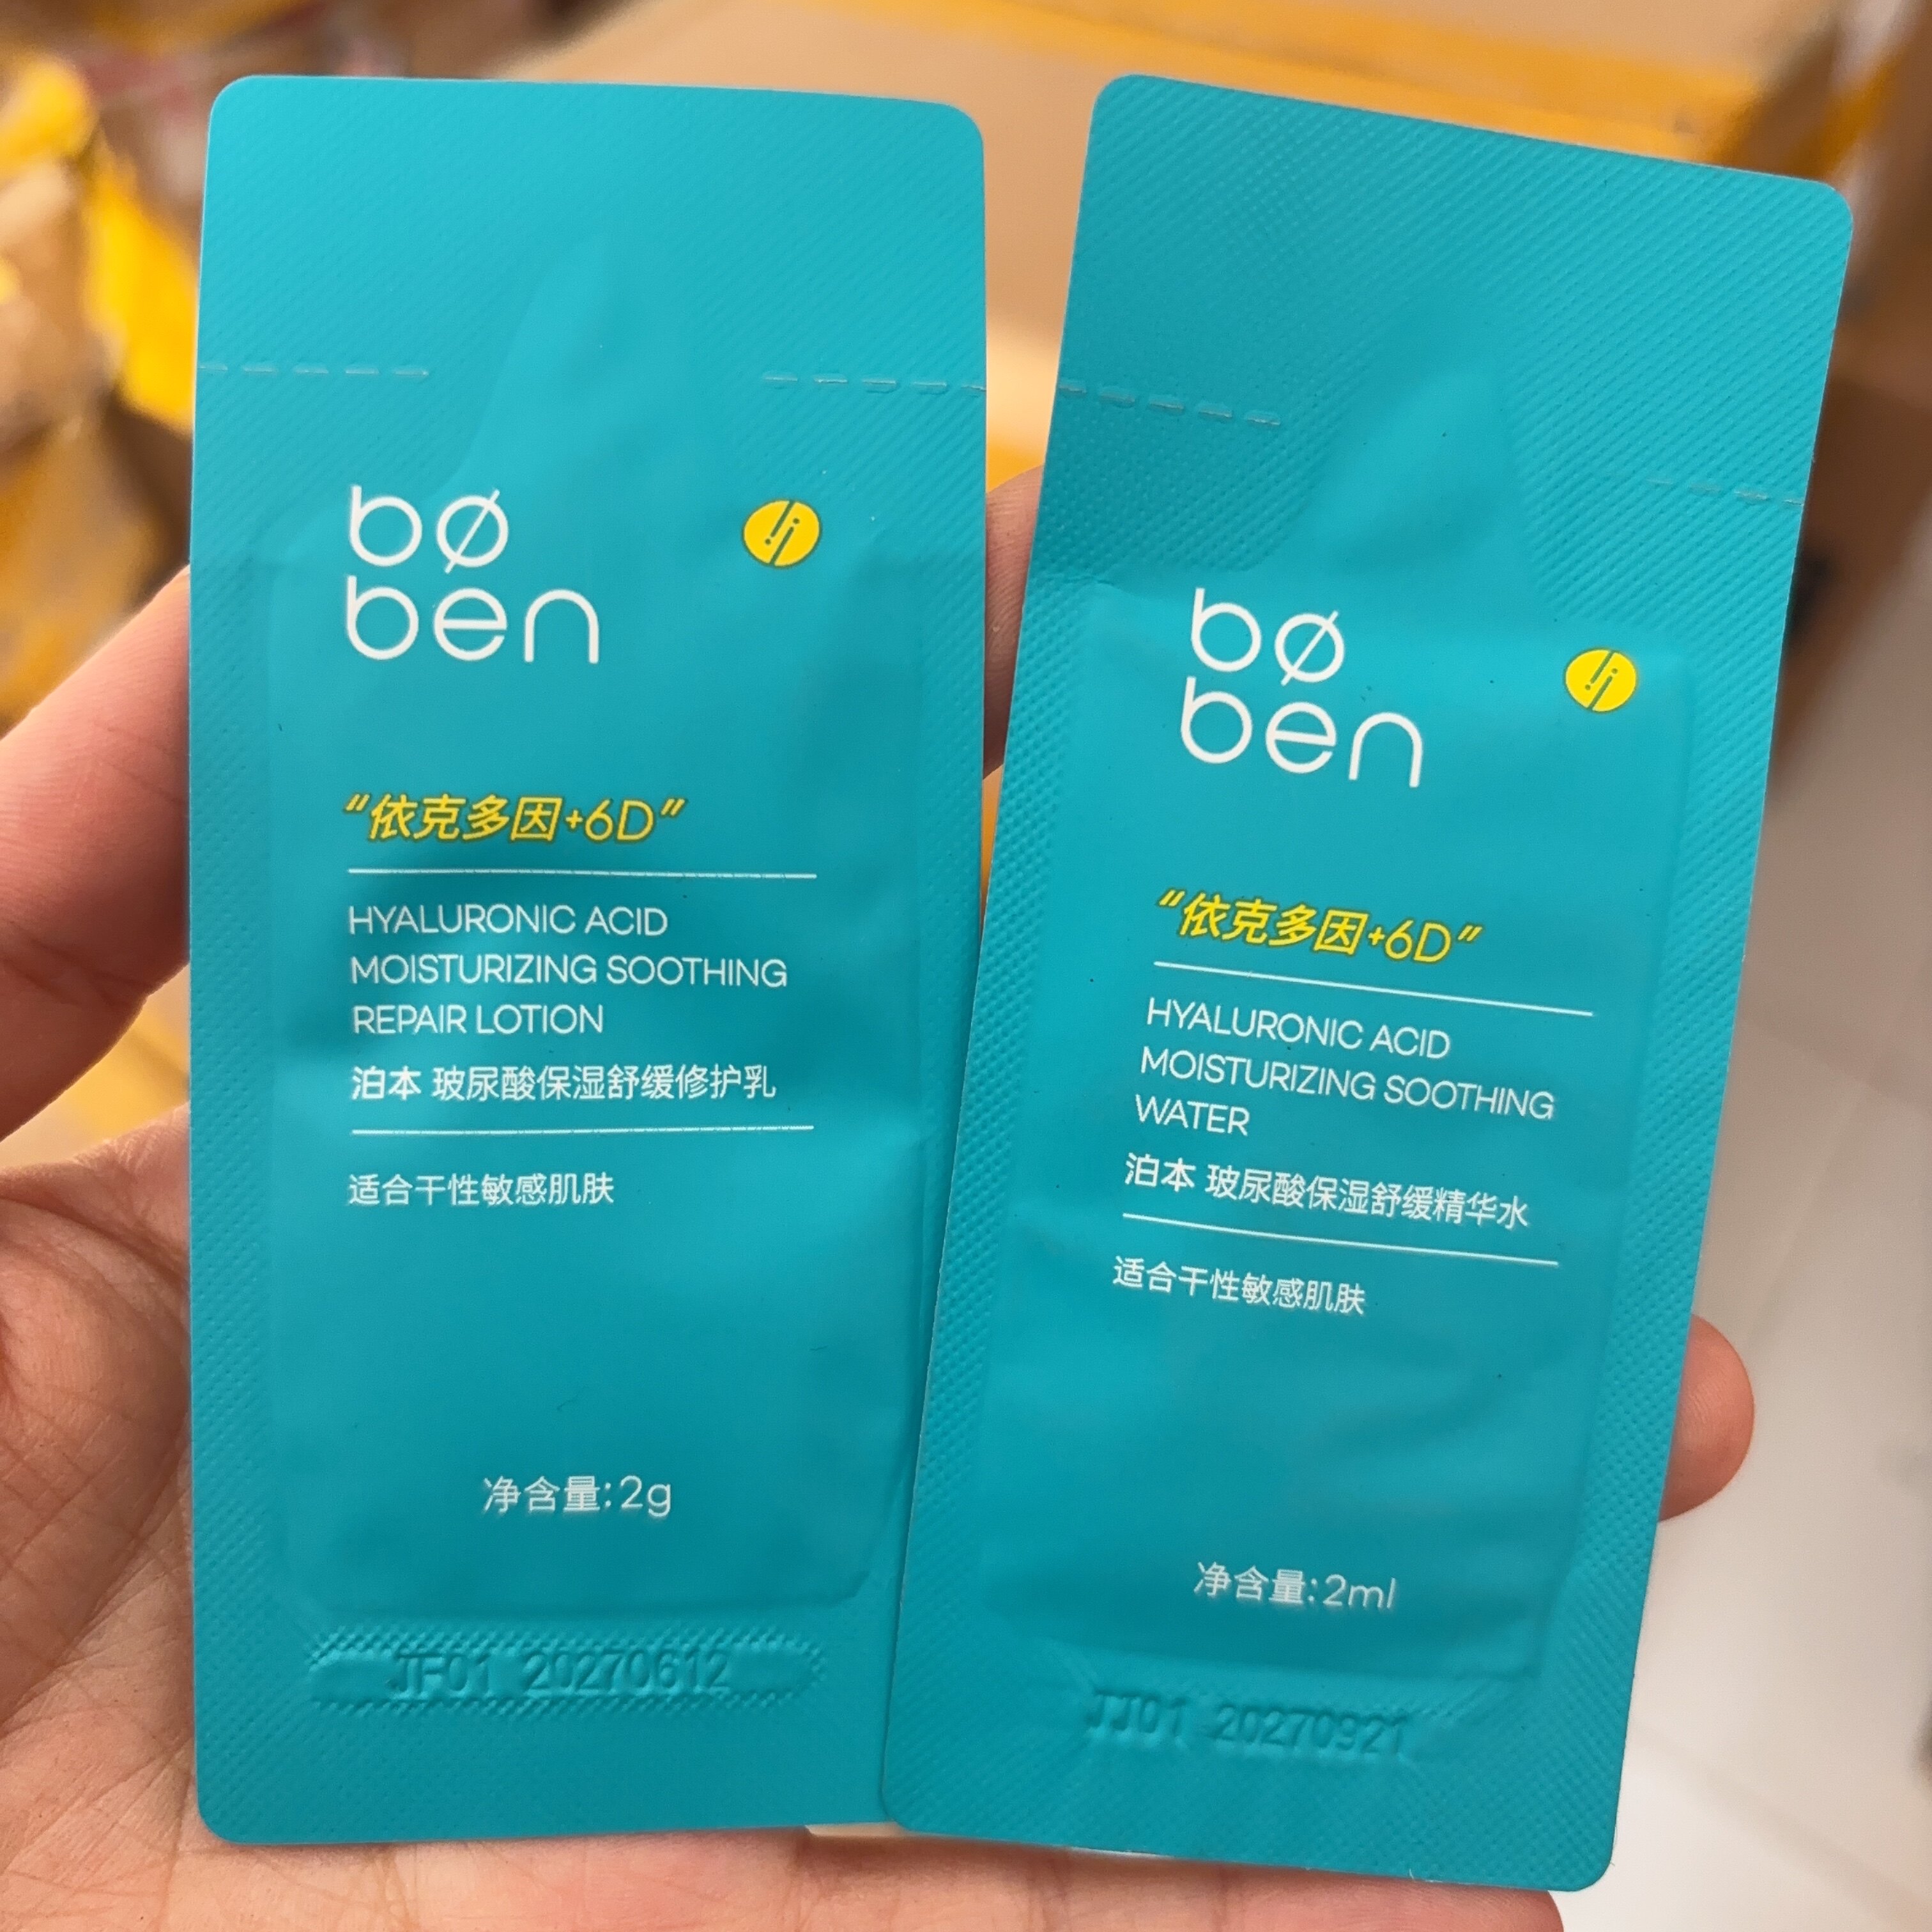 bø
ben
“依克多因+6D”
HYALURONIC ACID
MOISTURIZING SOOTHING
REPAIR LOTION
泊本 玻尿酸保湿舒缓修护乳
适合干性敏感肌肤
净含量:2g
JF01 20270612
bø
ben
“依克多因+6D”
HYALURONIC ACID
MOISTURIZING SOOTHING
WATER
泊本 玻尿酸保湿舒缓精华水
适合干性敏感肌肤
净含量:2ml
JJ01 20270921